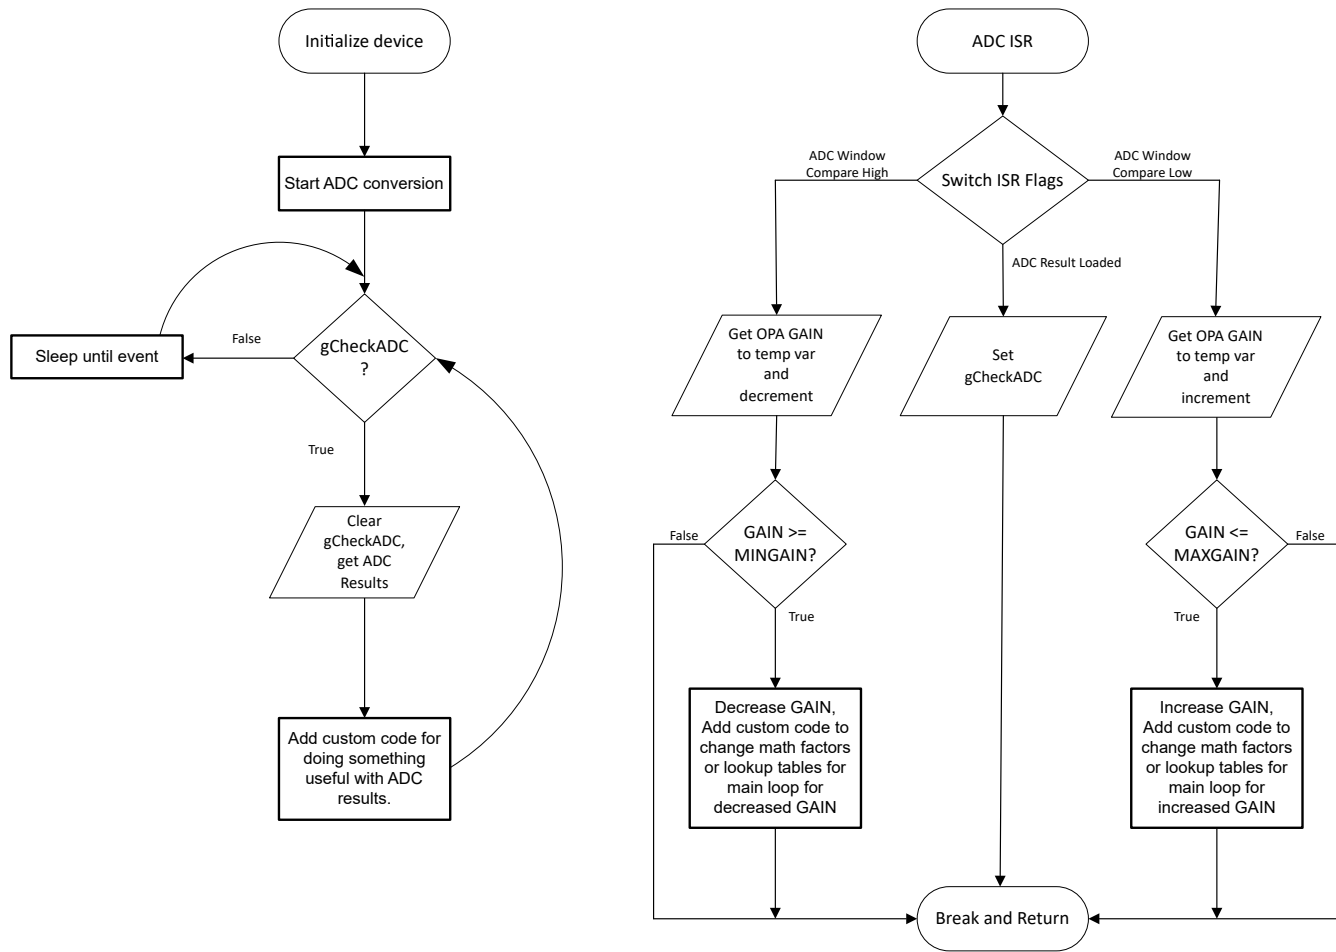 Initialize device
Start ADC conversion
gCheckADC
?
False
Sleep until event
True
Clear
gCheckADC,
get ADC
Results
Add custom code for
doing something
useful with ADC
results.
ADC ISR
Switch ISR Flags
ADC Window
Compare High
ADC Window
Compare Low
ADC Result Loaded
Get OPA GAIN
to temp var
and
decrement
Set
gCheckADC
Get OPA GAIN
to temp var
and
increment
False
GAIN >=
MINGAIN?
True
GAIN <=
MAXGAIN?
False
True
Decrease GAIN,
Add custom code to
change math factors
or lookup tables for
main loop for
decreased GAIN
Increase GAIN,
Add custom code to
change math factors
or lookup tables for
main loop for
increased GAIN
Break and Return